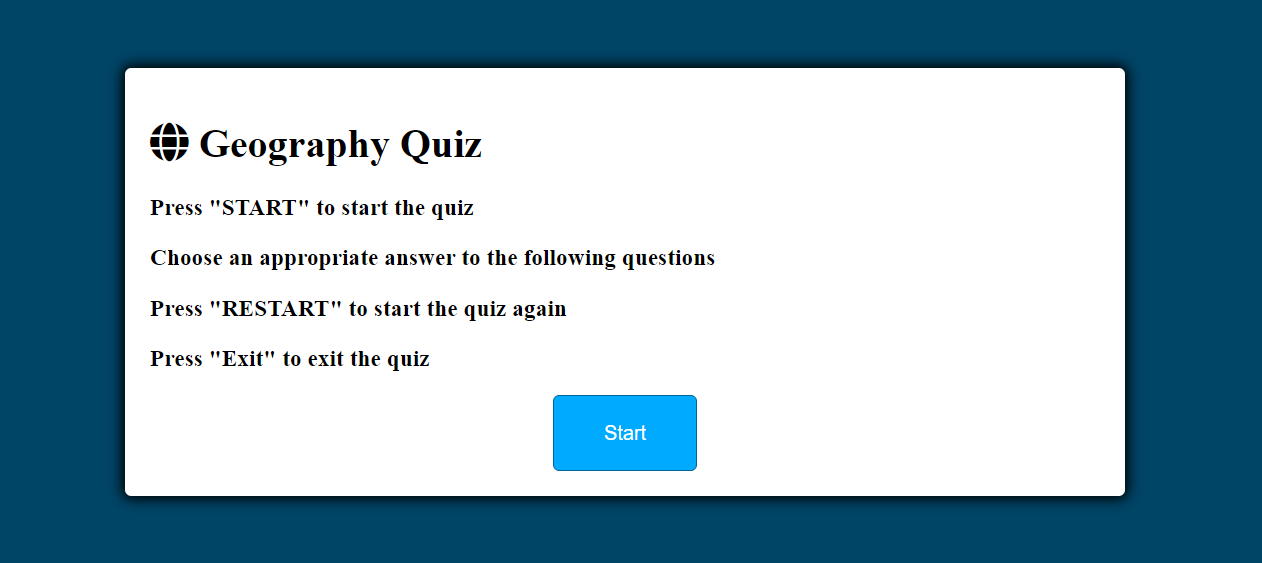 Geography Quiz
Press "START" to start the quiz
Choose an appropriate answer to the following questions
Press "RESTART" to start the quiz again
Press "Exit" to exit the quiz
Start